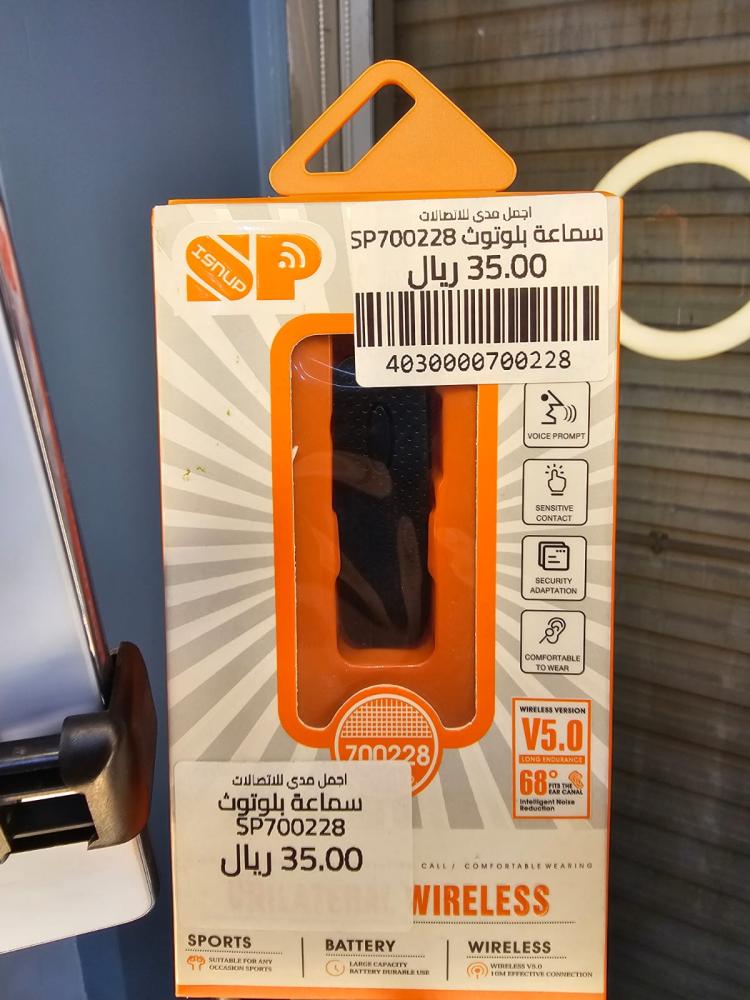 SP
ISNUP
اجمل مدى للاتصالات
سماعة بلوتوث SP700228
35.00 ريال
4030000700228
VOICE PROMPT
SENSITIVE
CONTACT
SECURITY
ADAPTATION
COMFORTABLE
TO WEAR
WIRELESS VERSION
V5.0
LONG ENDURANCE
68° FITS THE
EAR CANAL
Intelligent Noise
Reduction
700228
اجمل مدى للاتصالات
سماعة بلوتوث
SP700228
35.00 ريال
CALL / COMFORTABLE WEARING
UNILATERAL WIRELESS
SPORTS
SUITABLE FOR ANY
OCCASION SPORTS
BATTERY
LARGE CAPACITY
BATTERY DURABLE USE
WIRELESS
WIRELESS V5.0
10M EFFECTIVE CONNECTION